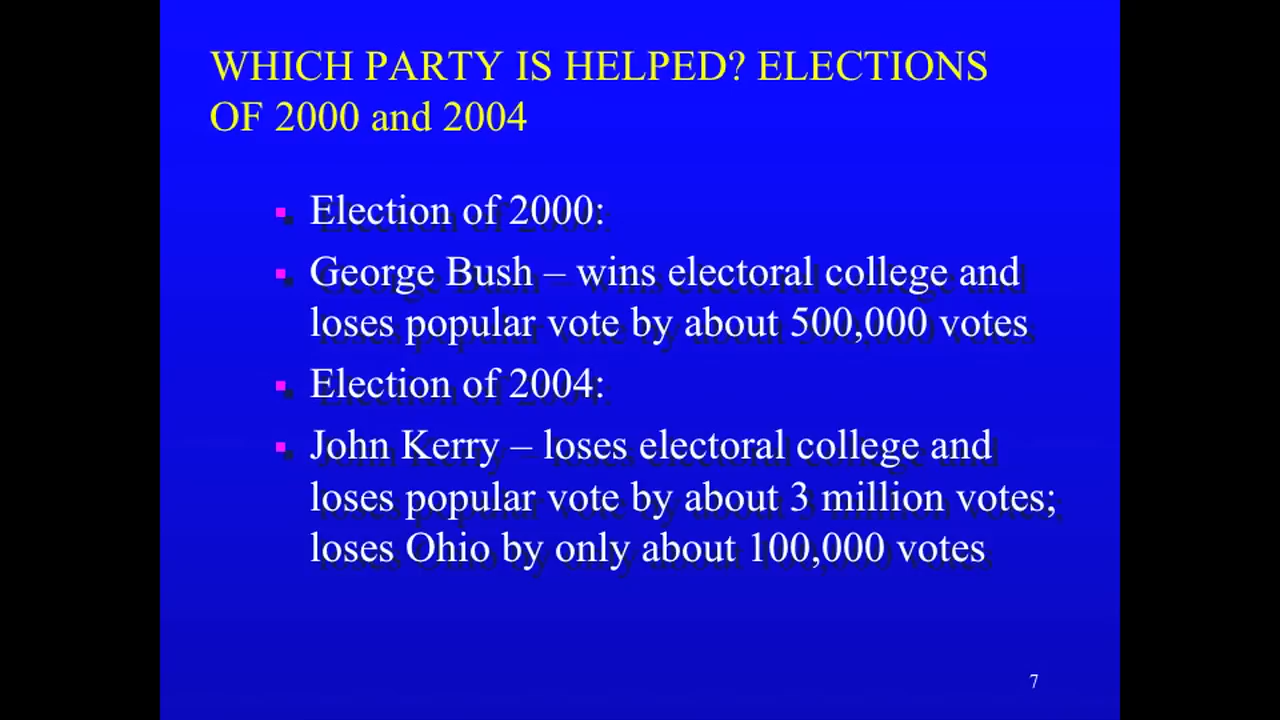 WHICH PARTY IS HELPED? ELECTIONS
OF 2000 and 2004
Election of 2000:
George Bush – wins electoral college and
loses popular vote by about 500,000 votes
Election of 2004:
John Kerry – loses electoral college and
loses popular vote by about 3 million votes;
loses Ohio by only about 100,000 votes
7